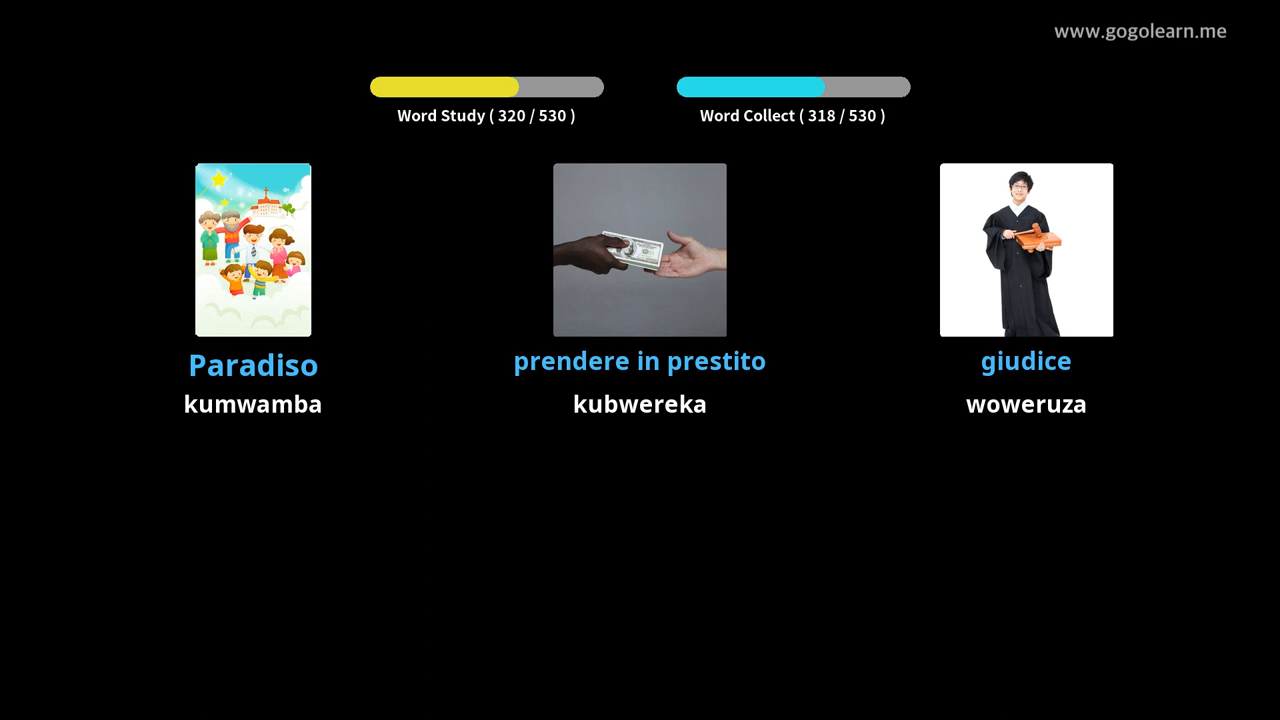 www.gogolearn.me
Word Study ( 320 / 530 )
Word Collect ( 318 / 530 )
Paradiso
kumwamba
prendere in prestito
kubwereka
giudice
woweruza